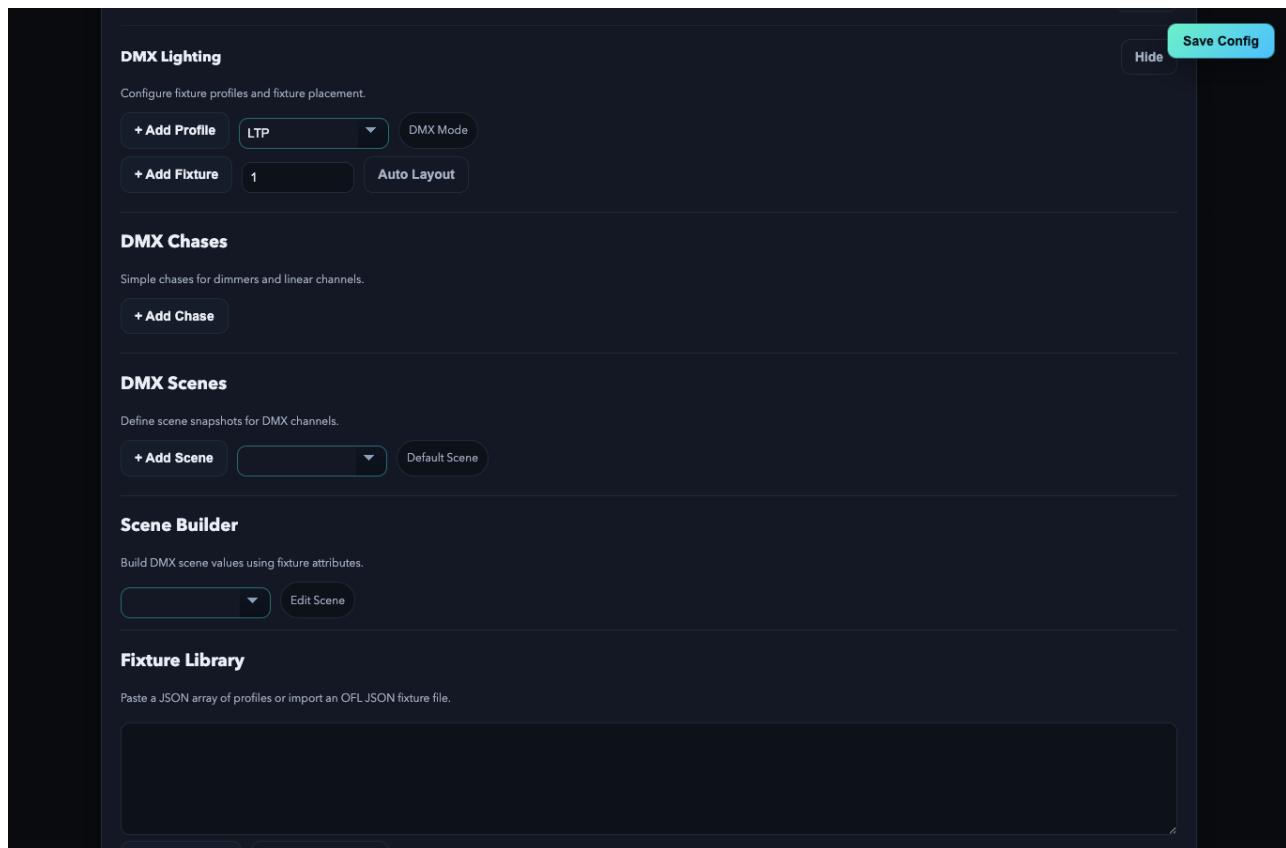 DMX Lighting
Hide
Save Config
Configure fixture profiles and fixture placement.
+ Add Profile
LTP
DMX Mode
+ Add Fixture
1
Auto Layout
DMX Chases
Simple chases for dimmers and linear channels.
+ Add Chase
DMX Scenes
Define scene snapshots for DMX channels.
+ Add Scene
Default Scene
Scene Builder
Build DMX scene values using fixture attributes.
Edit Scene
Fixture Library
Paste a JSON array of profiles or import an OFL JSON fixture file.